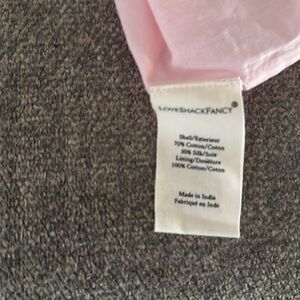 LOVESHACKFANCY®
Shell/Exterieur
70% Cotton/Coton
30% Silk/Soie
Lining/Doublure
100% Cotton/Coton
Made in India
Fabriqué en Inde